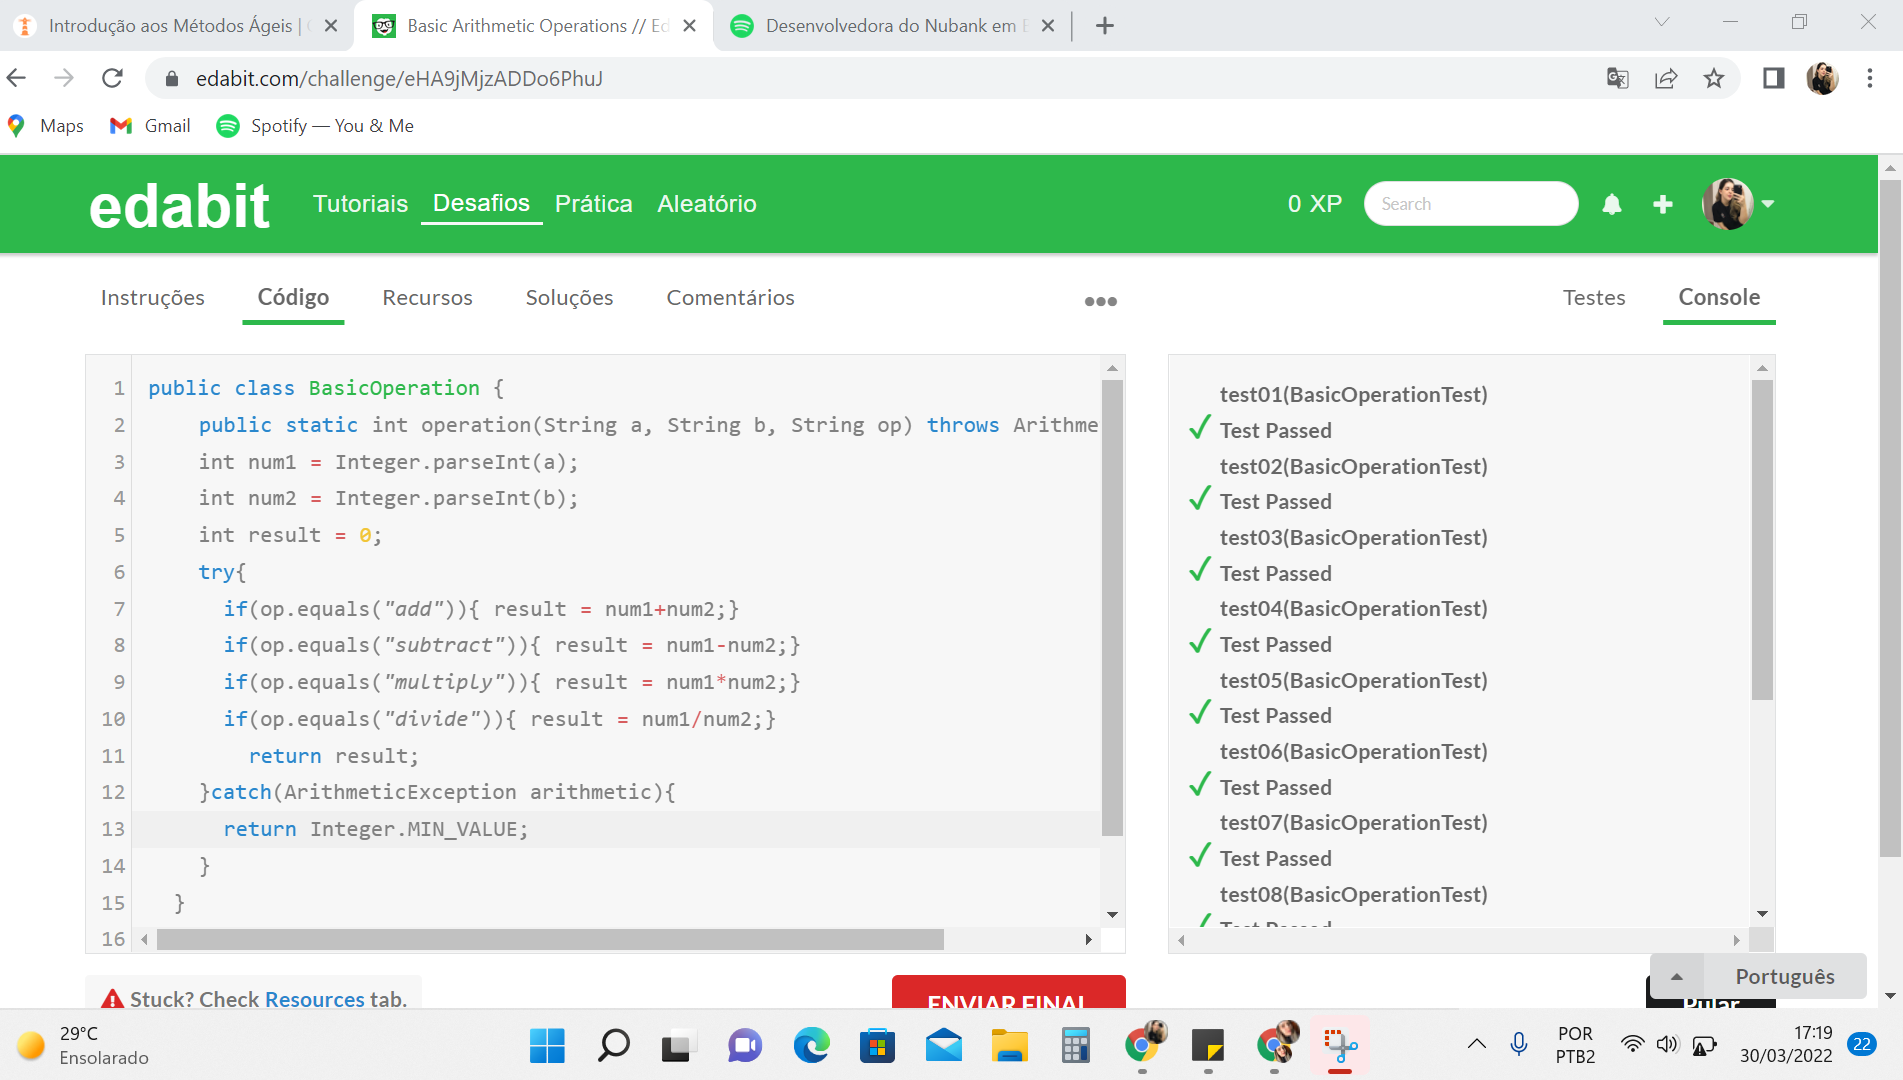 Introdução aos Métodos Ágeis |
Basic Arithmetic Operations // Ed
Desenvolvedora do Nubank em
edabit.com/challenge/eHA9jMjzADDo6PhuJ
Maps
Gmail
Spotify — You & Me
edabit
Tutoriais
Desafios
Prática
Aleatório
0 XP
Search
Instruções
Código
Recursos
Soluções
Comentários
Testes
Console
1 public class BasicOperation {
2 public static int operation(String a, String b, String op) throws Arithme
3 int num1 = Integer.parseInt(a);
4 int num2 = Integer.parseInt(b);
5 int result = 0;
6 try{
7 if(op.equals("add")){ result = num1+num2;}
8 if(op.equals("subtract")){ result = num1-num2;}
9 if(op.equals("multiply")){ result = num1*num2;}
10 if(op.equals("divide")){ result = num1/num2;}
11 return result;
12 }catch(ArithmeticException arithmetic){
13 return Integer.MIN_VALUE;
14 }
15 }
16
test01(BasicOperationTest)
Test Passed
test02(BasicOperationTest)
Test Passed
test03(BasicOperationTest)
Test Passed
test04(BasicOperationTest)
Test Passed
test05(BasicOperationTest)
Test Passed
test06(BasicOperationTest)
Test Passed
test07(BasicOperationTest)
Test Passed
test08(BasicOperationTest)
Test Passed
Stuck? Check Resources tab.
ENVIAR FINAL
Pular
Português
29°C
Ensolarado
POR
PTB2
17:19
30/03/2022
22